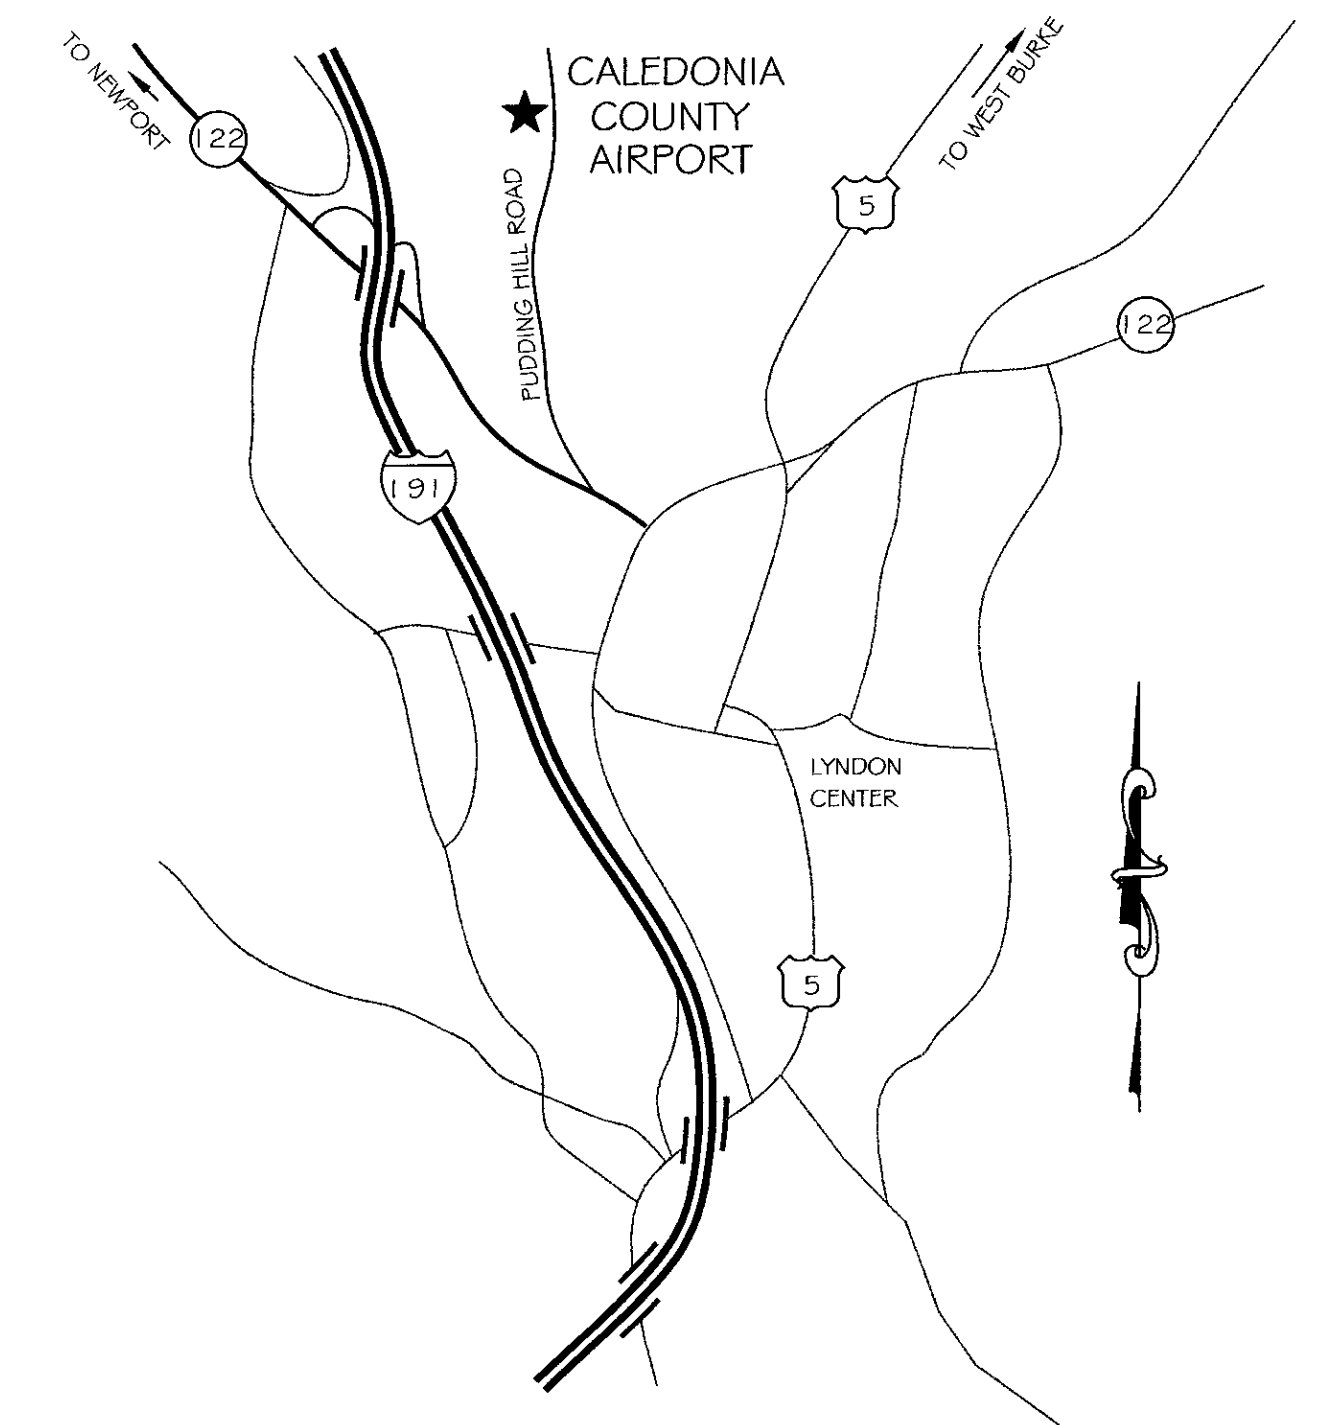 TO NEWPORT
122
CALEDONIA
COUNTY
AIRPORT
PUDDING HILL ROAD
TO WEST BURKE
5
122
191
LYNDON
CENTER
5